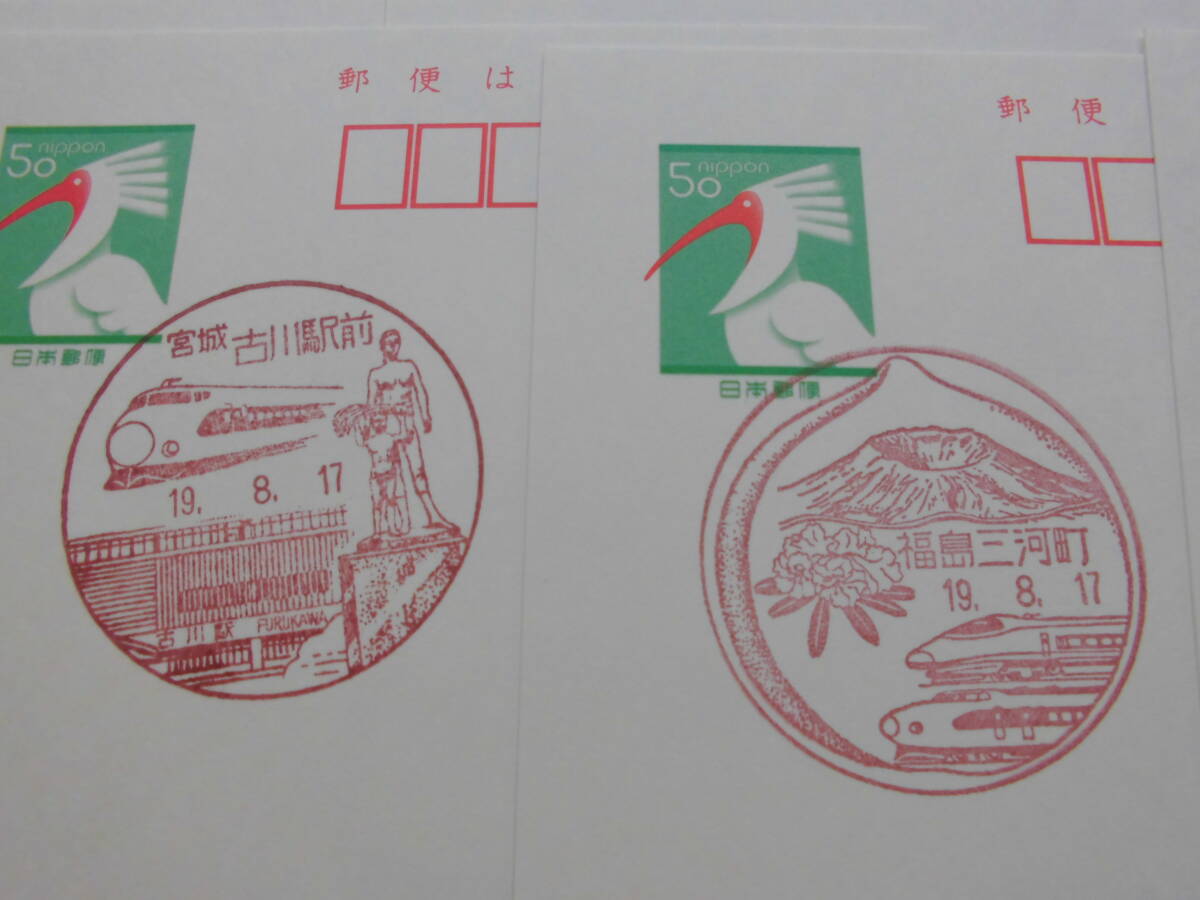 郵便は
50 nippon
日本郵便
宮城 古川駅前
19. 8. 17
古川駅 FURUKAWA
郵便
50 nippon
日本郵便
福島三河町
19. 8. 17